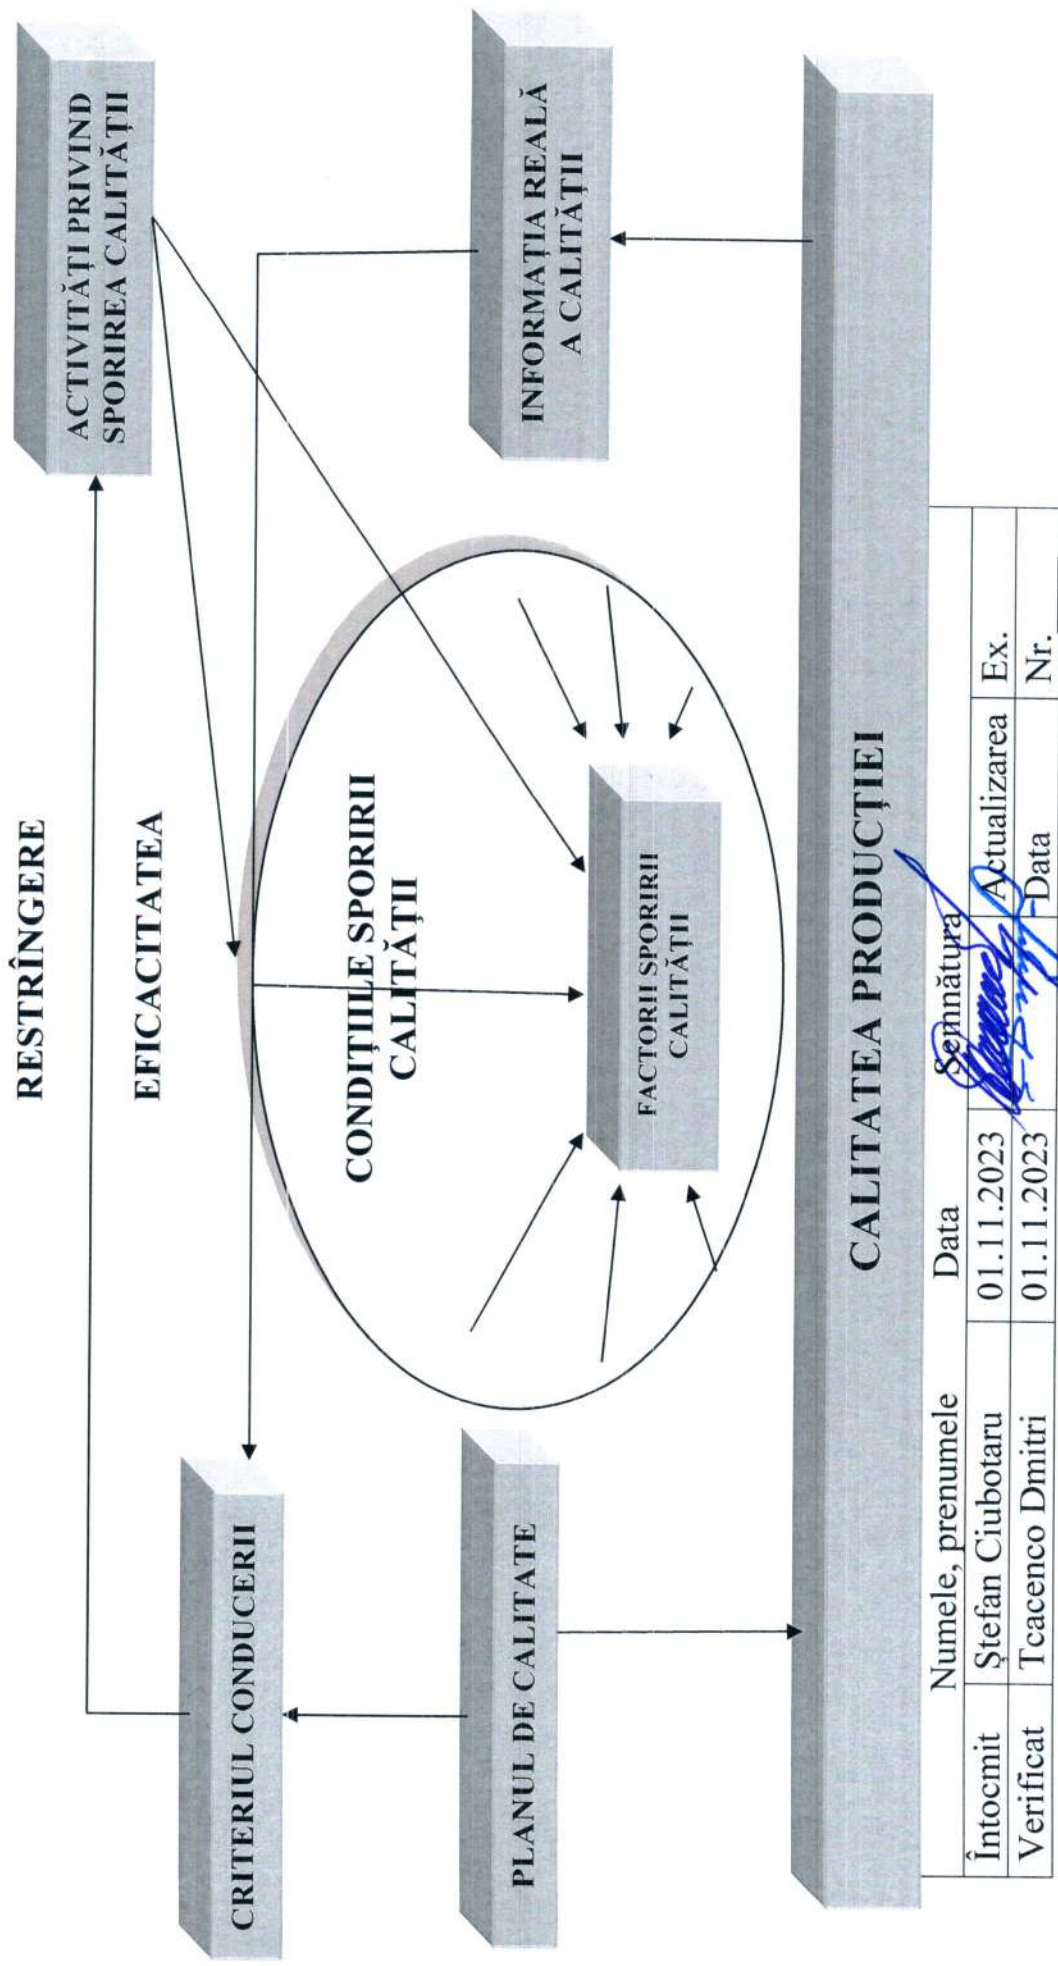 RESTRÎNGERE
EFICACITATEA
ACTIVITĂȚI PRIVIND
SPORIREA CALITĂȚII
CRITERIUL CONDUCERII
CONDIȚIILE SPORIRII
CALITĂȚII
PLANUL DE CALITATE
FACTORII SPORIRII
CALITĂȚII
INFORMAȚIA REALĂ
A CALITĂȚII
CALITATEA PRODUCȚIEI
Numele, prenumele Data Semnătura
Întocmit Ștefan Ciubotaru 01.11.2023 Actualizarea Ex.
Verificat Tcacenco Dmitri 01.11.2023 Data Nr.